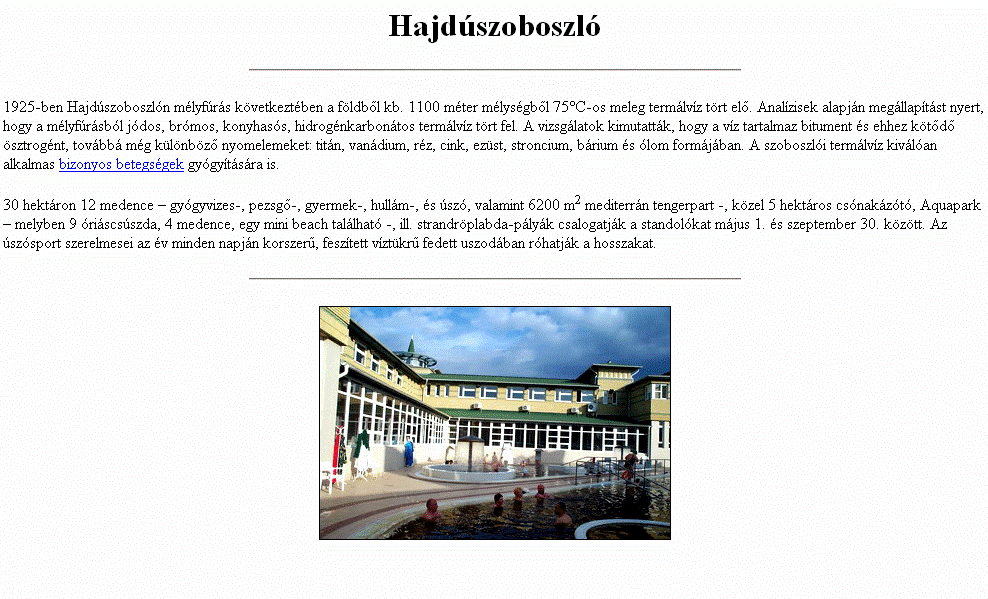 Hajdúszoboszló
1925-ben Hajdúszoboszlón mélyfúrás következtében a földből kb. 1100 méter mélységből 75°C-os meleg termálvíz tört elő. Analízisek alapján megállapítást nyert,
hogy a mélyfúrásból jódos, brómos, konyhasós, hidrogénkarbonátos termálvíz tört fel. A vizsgálatok kimutatták, hogy a víz tartalmaz bitument és ehhez kötődő
ösztrogént, továbbá még különböző nyomelemeket: titán, vanádium, réz, cink, ezüst, stroncium, bárium és ólom formájában. A szoboszlói termálvíz kiválóan
alkalmas bizonyos betegségek gyógyítására is.
30 hektáron 12 medence – gyógyvizes-, pezsgő-, gyermek-, hullám-, és úszó, valamint 6200 m² mediterrán tengerpart -, közel 5 hektáros csónakázótó, Aquapark
– melyben 9 óriáscsúszda, 4 medence, egy mini beach található -, ill. strandröplabda-pályák csalogatják a standolókat május 1. és szeptember 30. között. Az
úszósport szerelmesei az év minden napján korszerű, feszített víztükrű fedett uszodában róhatják a hosszakat.